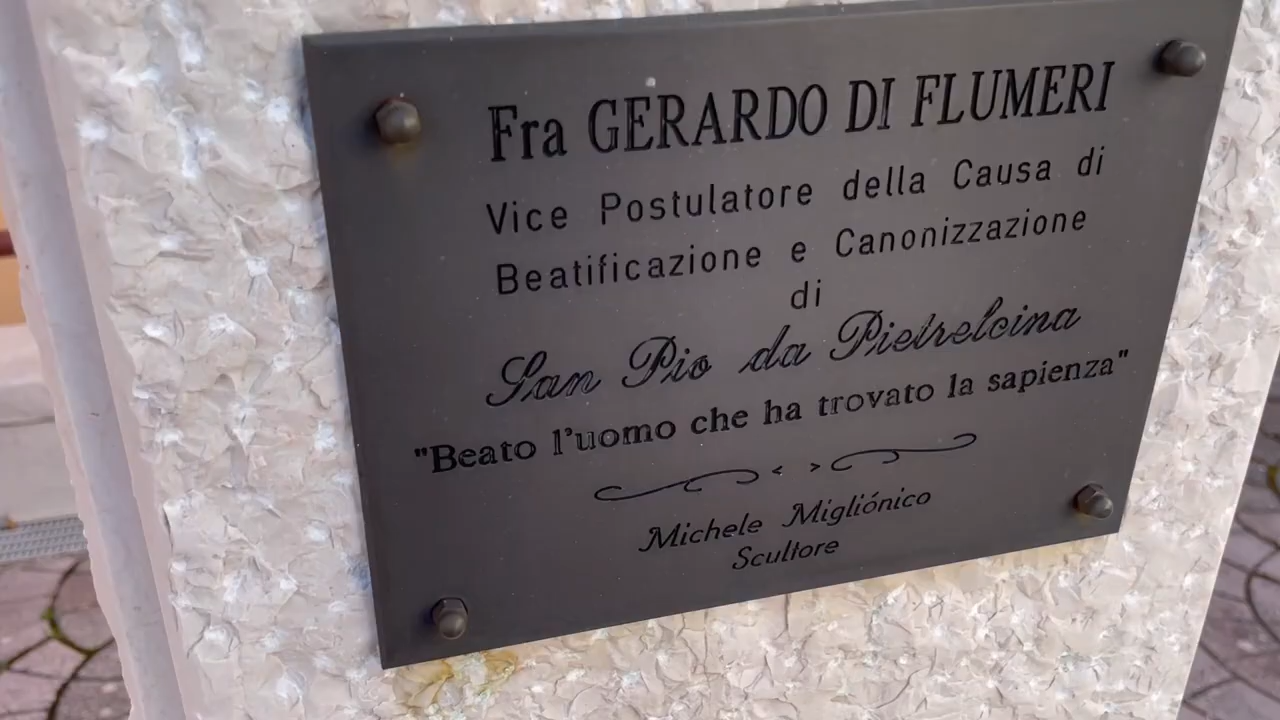 Fra GERARDO DI FLUMERI
Vice Postulatore della Causa di
Beatificazione e Canonizzazione
di
San Pio da Pietrelcina
"Beato l'uomo che ha trovato la sapienza"
< >
Michele Migliónico
Scultore